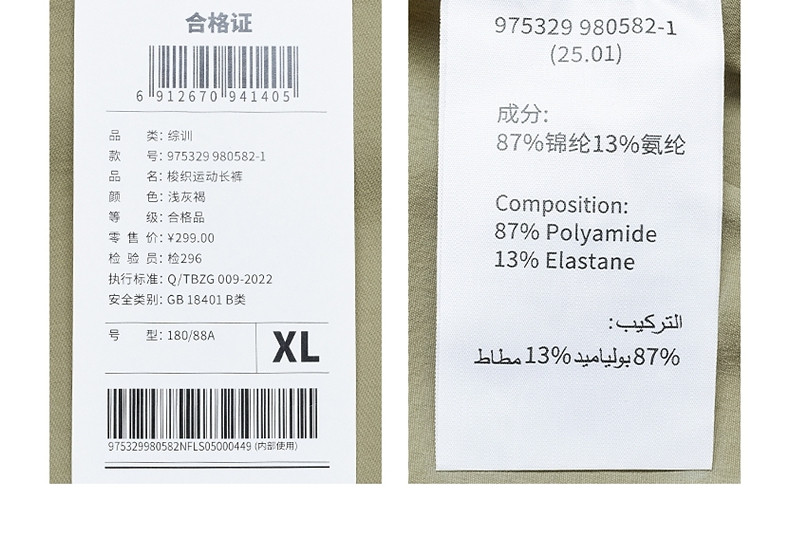 合格证
6 912670 941405
品 类: 综训
款 号: 975329 980582-1
品 名: 梭织运动长裤
颜 色: 浅灰褐
等 级: 合格品
零 售 价: ¥299.00
检 验 员: 检296
执行标准: Q/TBZG 009-2022
安全类别: GB 18401 B类
号 型: 180/88A
XL
975329980582NFLS05000449 (内部使用)
975329 980582-1
(25.01)
成分:
87%锦纶13%氨纶
Composition:
87% Polyamide
13% Elastane
التركيب:
87%بولياميد13%مطاط